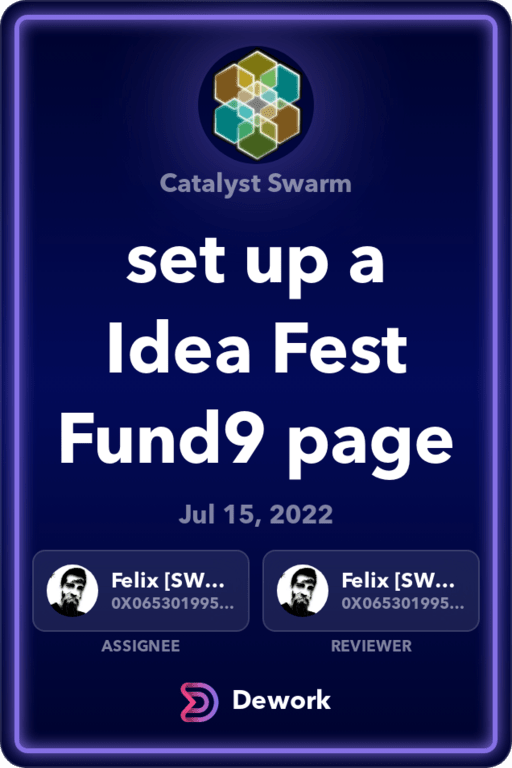 Catalyst Swarm
set up a
Idea Fest
Fund9 page
Jul 15, 2022
Felix [SW...
0X065301995...
ASSIGNEE
Felix [SW...
0X065301995...
REVIEWER
Dework